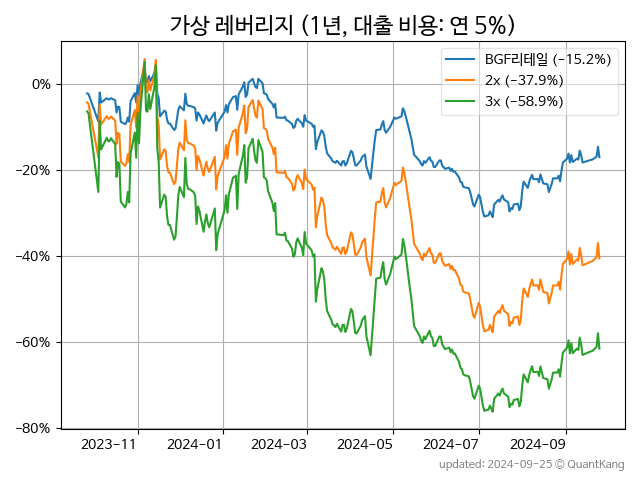 가상 레버리지 (1년, 대출 비용: 연 5%)
BGF리테일 (−15.2%)
2x (−37.9%)
3x (−58.9%)
0%
−20%
−40%
−60%
−80%
2023-11
2024-01
2024-03
2024-05
2024-07
2024-09
updated: 2024-09-25 © QuantKang